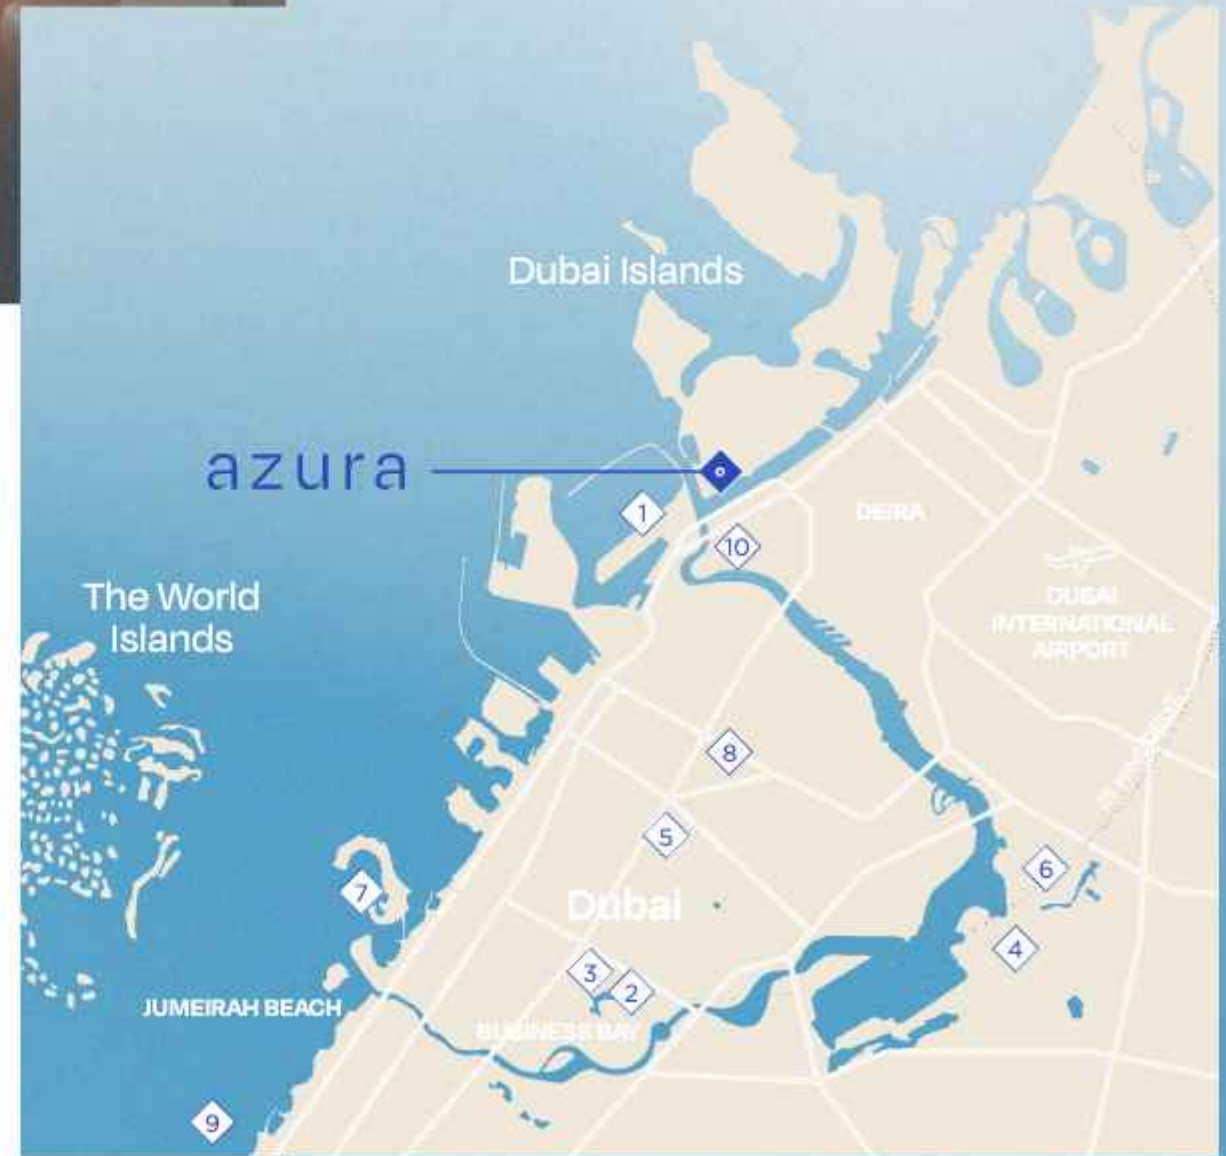 Dubai Islands
azura
1
10
DEIRA
The World
Islands
DUBAI
INTERNATIONAL
AIRPORT
8
5
6
7
Dubai
4
3
2
JUMEIRAH BEACH
BUSINESS BAY
9